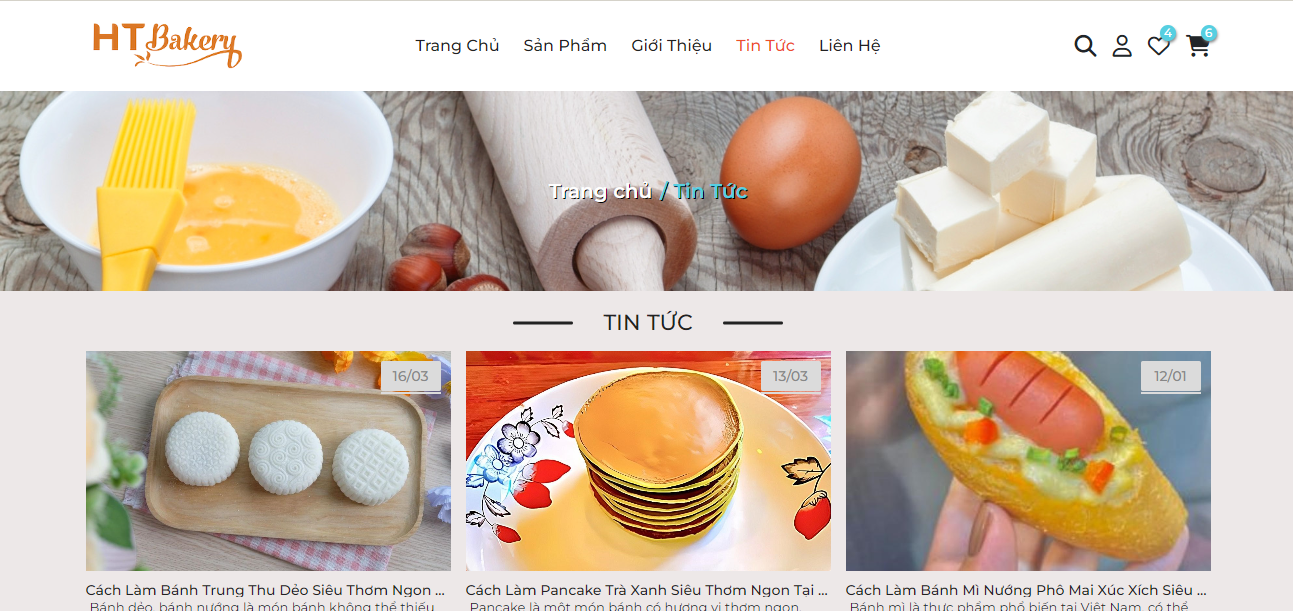 HT Bakery
Trang Chủ Sản Phẩm Giới Thiệu Tin Tức Liên Hệ
4 6
Trang chủ / Tin Tức
TIN TỨC
16/03 13/03 12/01
Cách Làm Bánh Trung Thu Dẻo Siêu Thơm Ngon ...
Bánh dẻo, bánh nướng là món bánh không thể thiếu
Cách Làm Pancake Trà Xanh Siêu Thơm Ngon Tại ...
Pancake là một món bánh có hương vị thơm ngon,
Cách Làm Bánh Mì Nướng Phô Mai Xúc Xích Siêu ...
Bánh mì là thực phẩm phổ biến tại Việt Nam, có thể